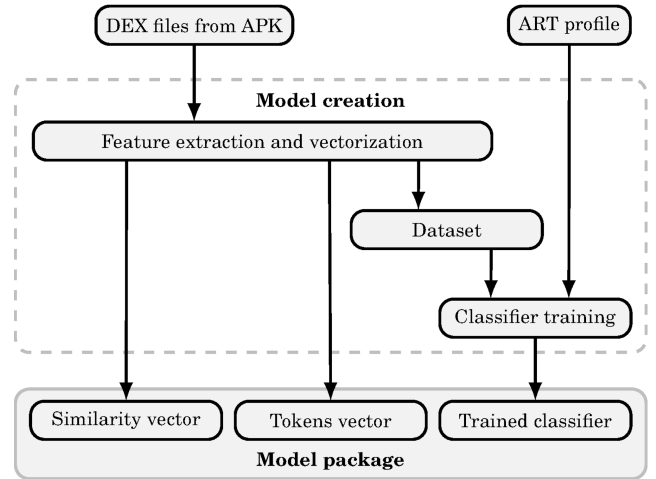 DEX files from APK
ART profile
Model creation
Feature extraction and vectorization
Dataset
Classifier training
Similarity vector
Tokens vector
Trained classifier
Model package